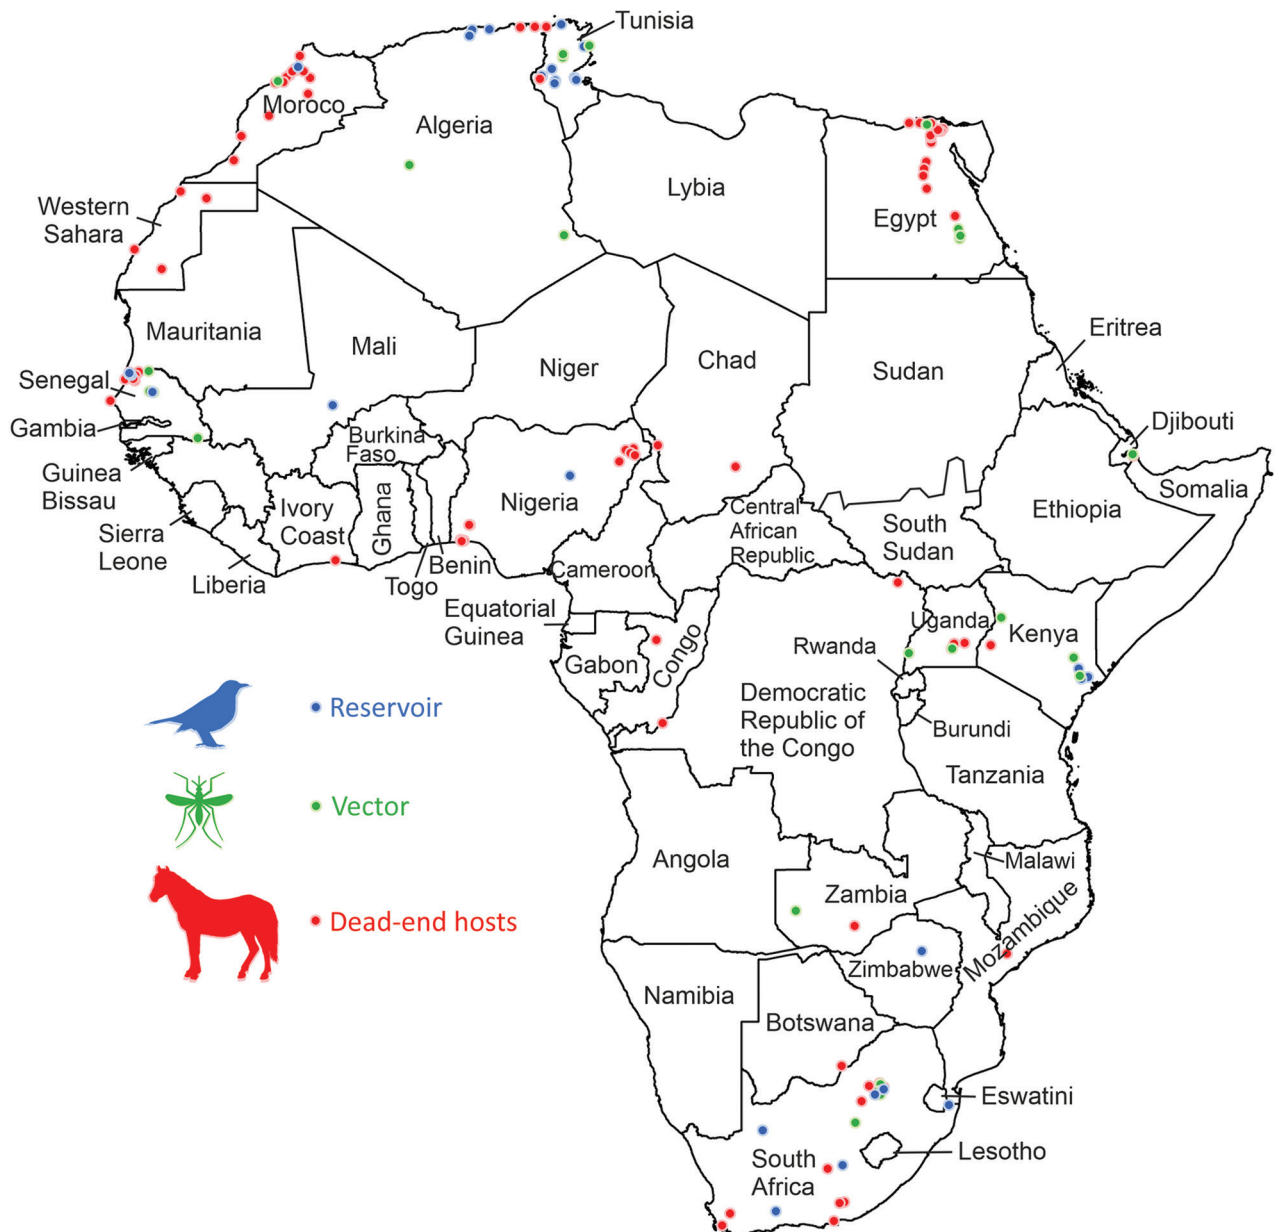 Tunisia
Moroco
Algeria
Lybia
Egypt
Western
Sahara
Mauritania
Mali
Niger
Chad
Sudan
Eritrea
Senegal
Gambia
Guinea
Bissau
Sierra
Leone
Liberia
Ivory
Coast
Burkina
Faso
Ghana
Togo
Benin
Nigeria
Cameroon
Central
African
Republic
South
Sudan
Ethiopia
Djibouti
Somalia
Equatorial
Guinea
Gabon
Congo
Democratic
Republic of
the Congo
Uganda
Kenya
Rwanda
Burundi
Tanzania
Reservoir
Vector
Dead-end hosts
Angola
Zambia
Malawi
Mozambique
Zimbabwe
Namibia
Botswana
Eswatini
Lesotho
South
Africa